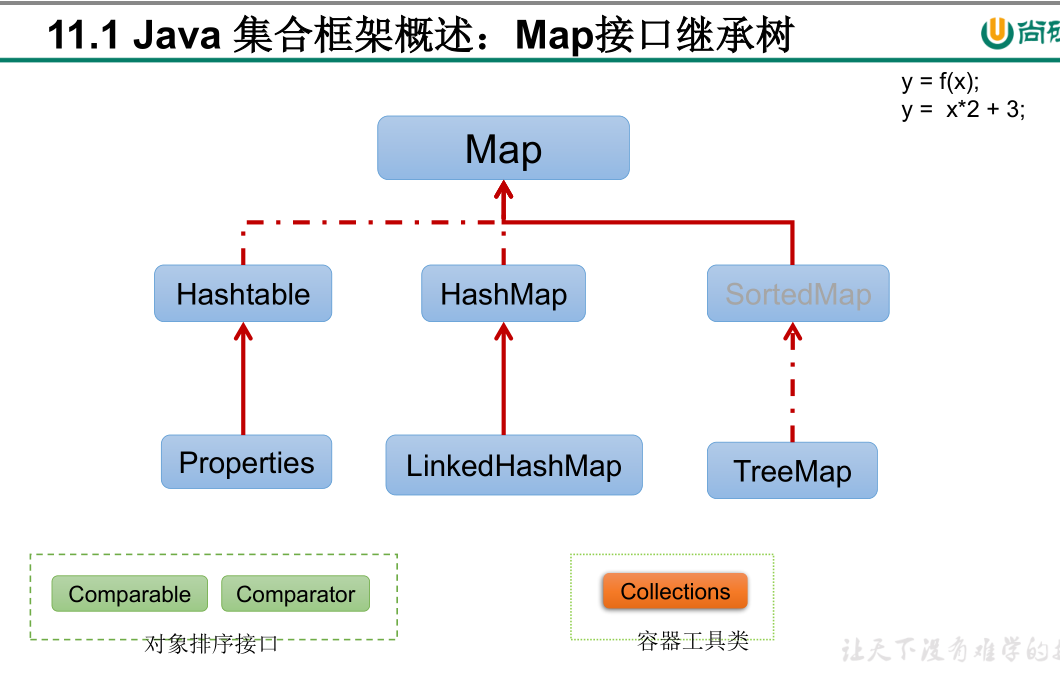 11.1 Java 集合框架概述：Map接口继承树
尚硅
y = f(x);
y = x*2 + 3;
Map
Hashtable
HashMap
SortedMap
Properties
LinkedHashMap
TreeMap
Comparable
Comparator
对象排序接口
Collections
容器工具类
让天下没有难学的技